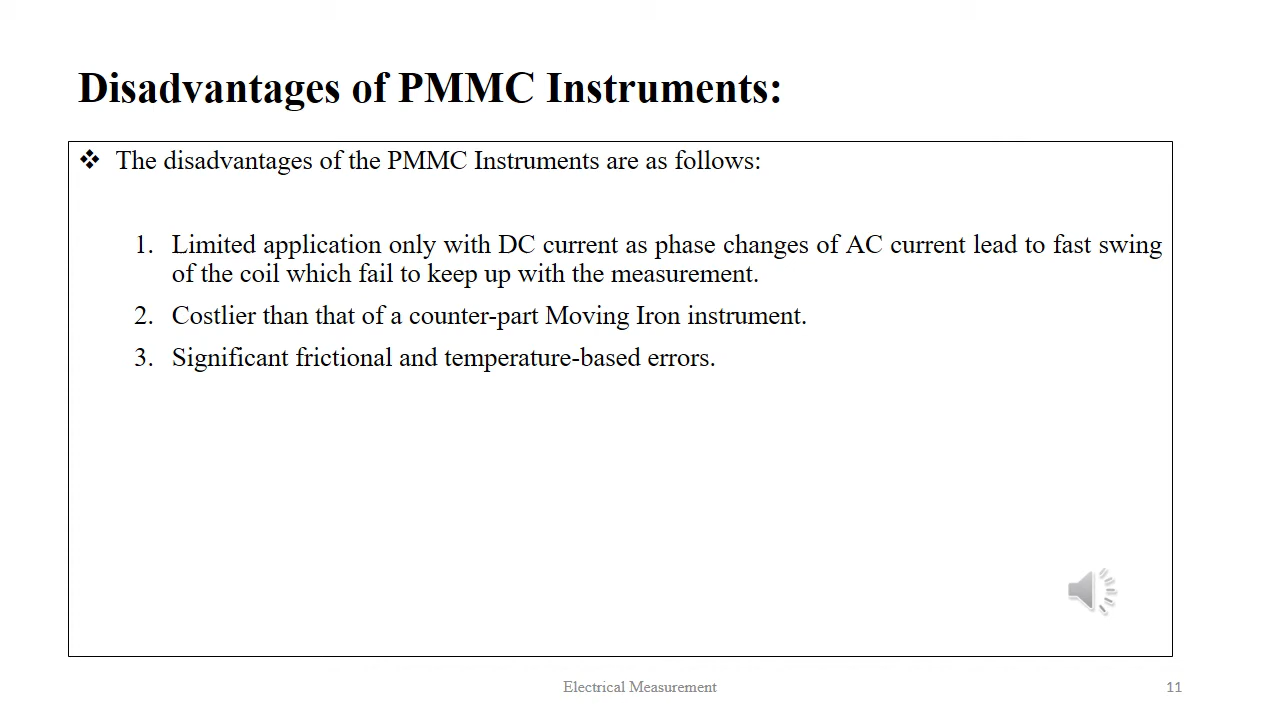 Disadvantages of PMMC Instruments:
❖ The disadvantages of the PMMC Instruments are as follows:
1. Limited application only with DC current as phase changes of AC current lead to fast swing
of the coil which fail to keep up with the measurement.
2. Costlier than that of a counter-part Moving Iron instrument.
3. Significant frictional and temperature-based errors.
Electrical Measurement
11